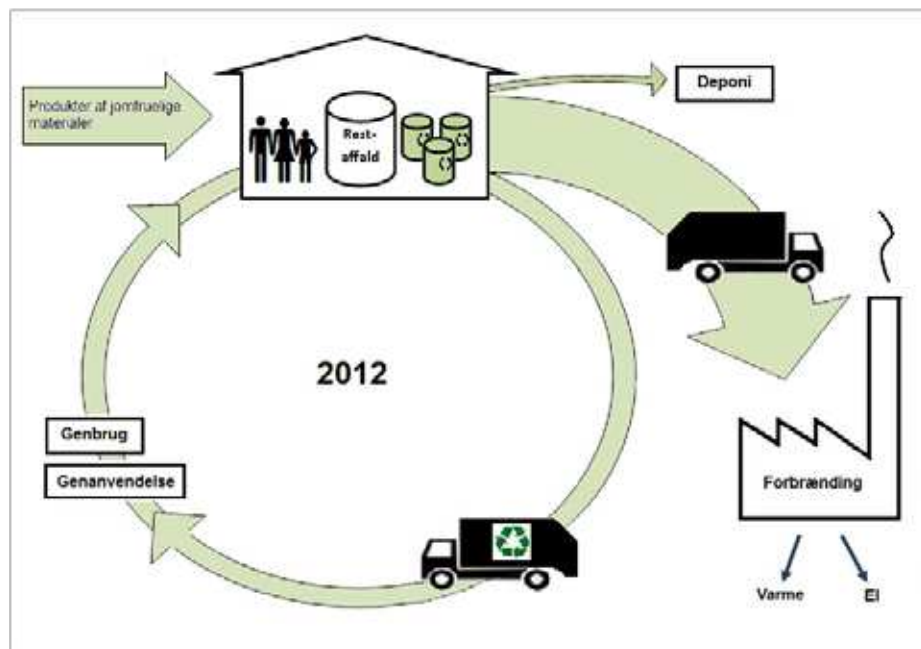 Produkter af jomfruelige
materialer
Rest-
affald
Deponi
2012
Genbrug
Genanvendelse
Forbrænding
Varme
El